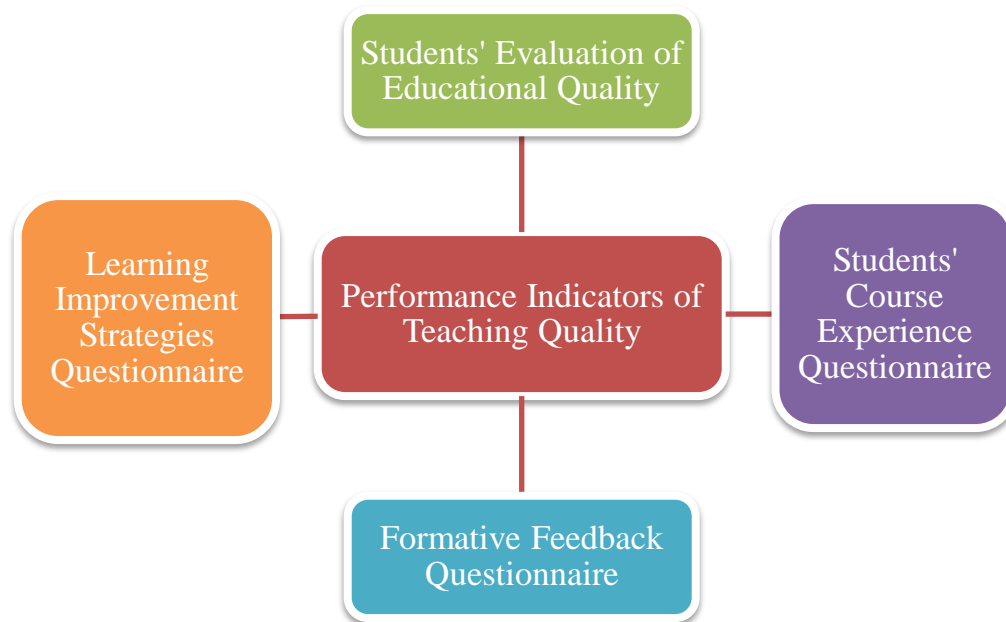 Students' Evaluation of
Educational Quality
Learning
Improvement
Strategies
Questionnaire
Performance Indicators of
Teaching Quality
Students'
Course
Experience
Questionnaire
Formative Feedback
Questionnaire